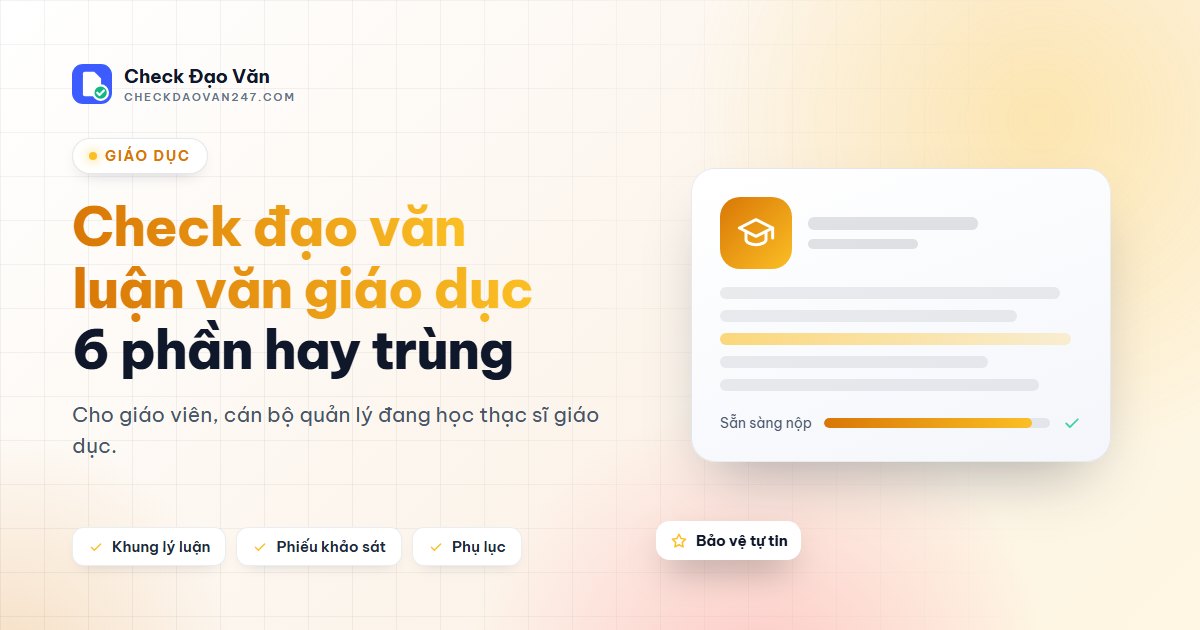 Check Đạo Văn
CHECKDAOVAN247.COM
GIÁO DỤC
Check đạo văn
luận văn giáo dục
6 phần hay trùng
Cho giáo viên, cán bộ quản lý đang học thạc sĩ giáo
dục.
Sẵn sàng nộp
Khung lý luận
Phiếu khảo sát
Phụ lục
Bảo vệ tự tin